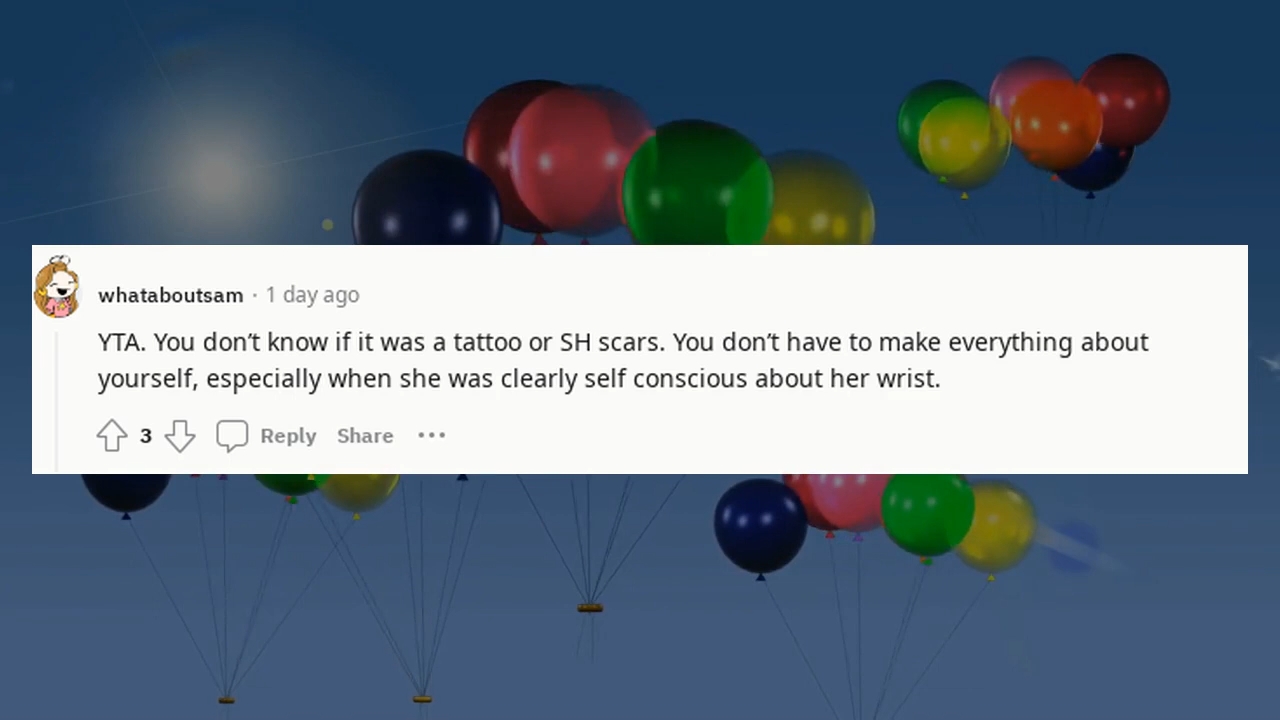 whataboutsam · 1 day ago
YTA. You don’t know if it was a tattoo or SH scars. You don’t have to make everything about
yourself, especially when she was clearly self conscious about her wrist.
3 Reply Share •••